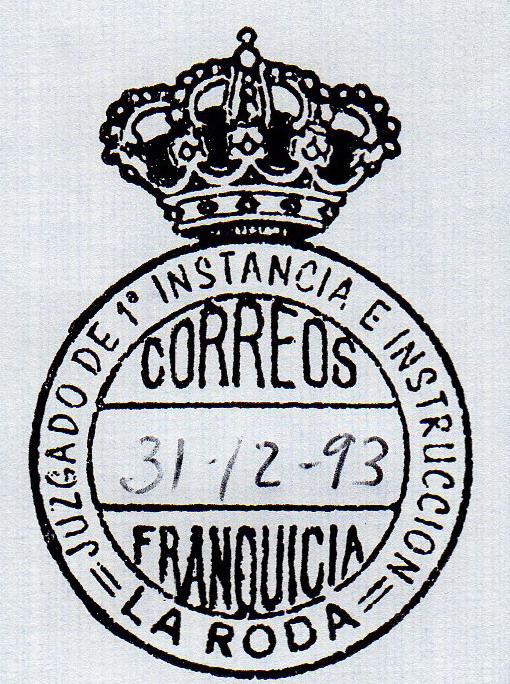 JUZGADO DE 1ª INSTANCIA E INSTRUCCION
CORREOS
31-12-93
FRANQUICIA
=LA RODA=